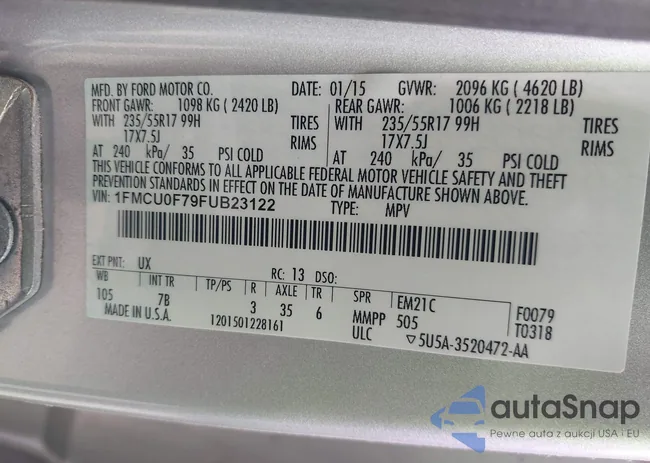 MFD. BY FORD MOTOR CO. DATE: 01/15 GVWR: 2096 KG ( 4620 LB)
FRONT GAWR: 1098 KG ( 2420 LB) REAR GAWR: 1006 KG ( 2218 LB)
WITH 235/55R17 99H TIRES WITH 235/55R17 99H TIRES
17X7.5J RIMS 17X7.5J RIMS
AT 240 kPa/ 35 PSI COLD AT 240 kPa/ 35 PSI COLD
THIS VEHICLE CONFORMS TO ALL APPLICABLE FEDERAL MOTOR VEHICLE SAFETY AND THEFT
PREVENTION STANDARDS IN EFFECT ON THE DATE OF MANUFACTURE SHOWN ABOVE.
VIN: 1FMCU0F79FUB23122 TYPE: MPV
EXT PNT: UX RC: 13 DSO:
WB INT TR TP/PS R AXLE TR SPR EM21C F0079
105 7B 3 35 6 MMPP 505 T0318
MADE IN U.S.A. 1201501228161 ULC ▽5U5A-3520472-AA
autoSnap
Pewne auta z aukcji USA i EU